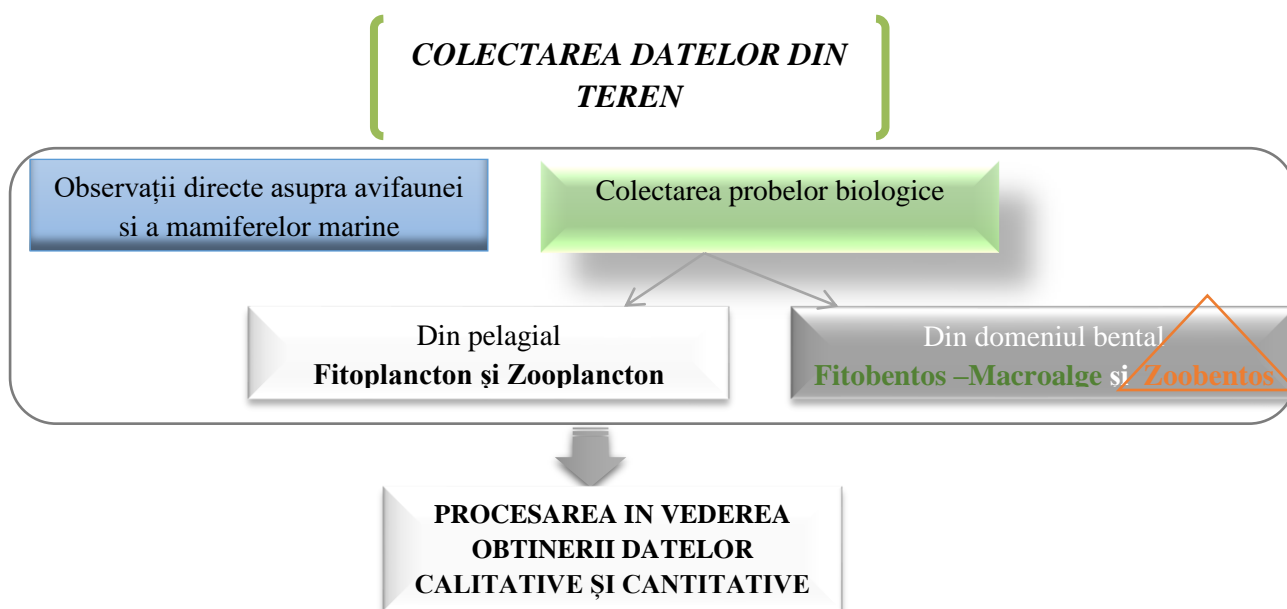 COLECTAREA DATELOR DIN
TEREN
Observații directe asupra avifaunei
si a mamiferelor marine
Colectarea probelor biologice
Din pelagial
Fitoplancton și Zooplancton
Din domeniul bental
Fitobentos –Macroalge și Zoobentos
PROCESAREA IN VEDEREA
OBTINERII DATELOR
CALITATIVE ȘI CANTITATIVE